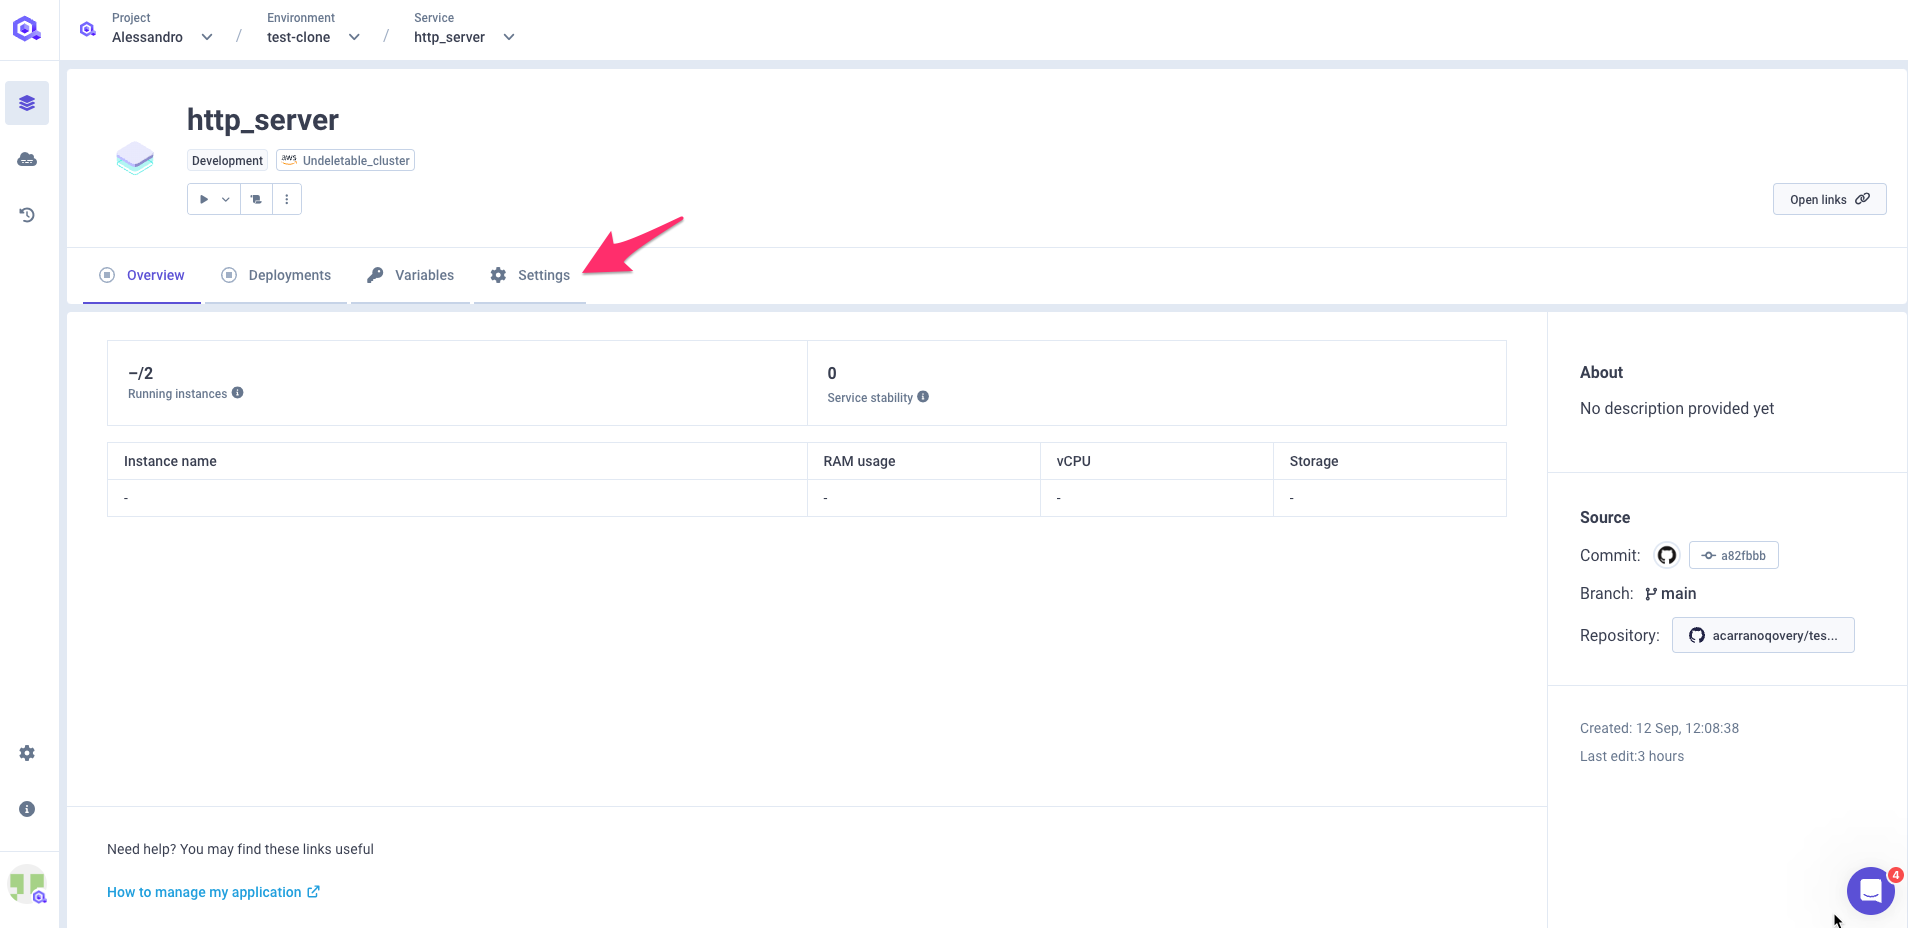 Project
Alessandro
/
Environment
test-clone
/
Service
http_server
http_server
Development
aws Undeletable_cluster
Open links
Overview
Deployments
Variables
Settings
–/2
Running instances
0
Service stability
Instance name
RAM usage
vCPU
Storage
-
-
-
-
About
No description provided yet
Source
Commit: a82fbbb
Branch: main
Repository: acarranoqovery/tes...
Created: 12 Sep, 12:08:38
Last edit:3 hours
Need help? You may find these links useful
How to manage my application
4